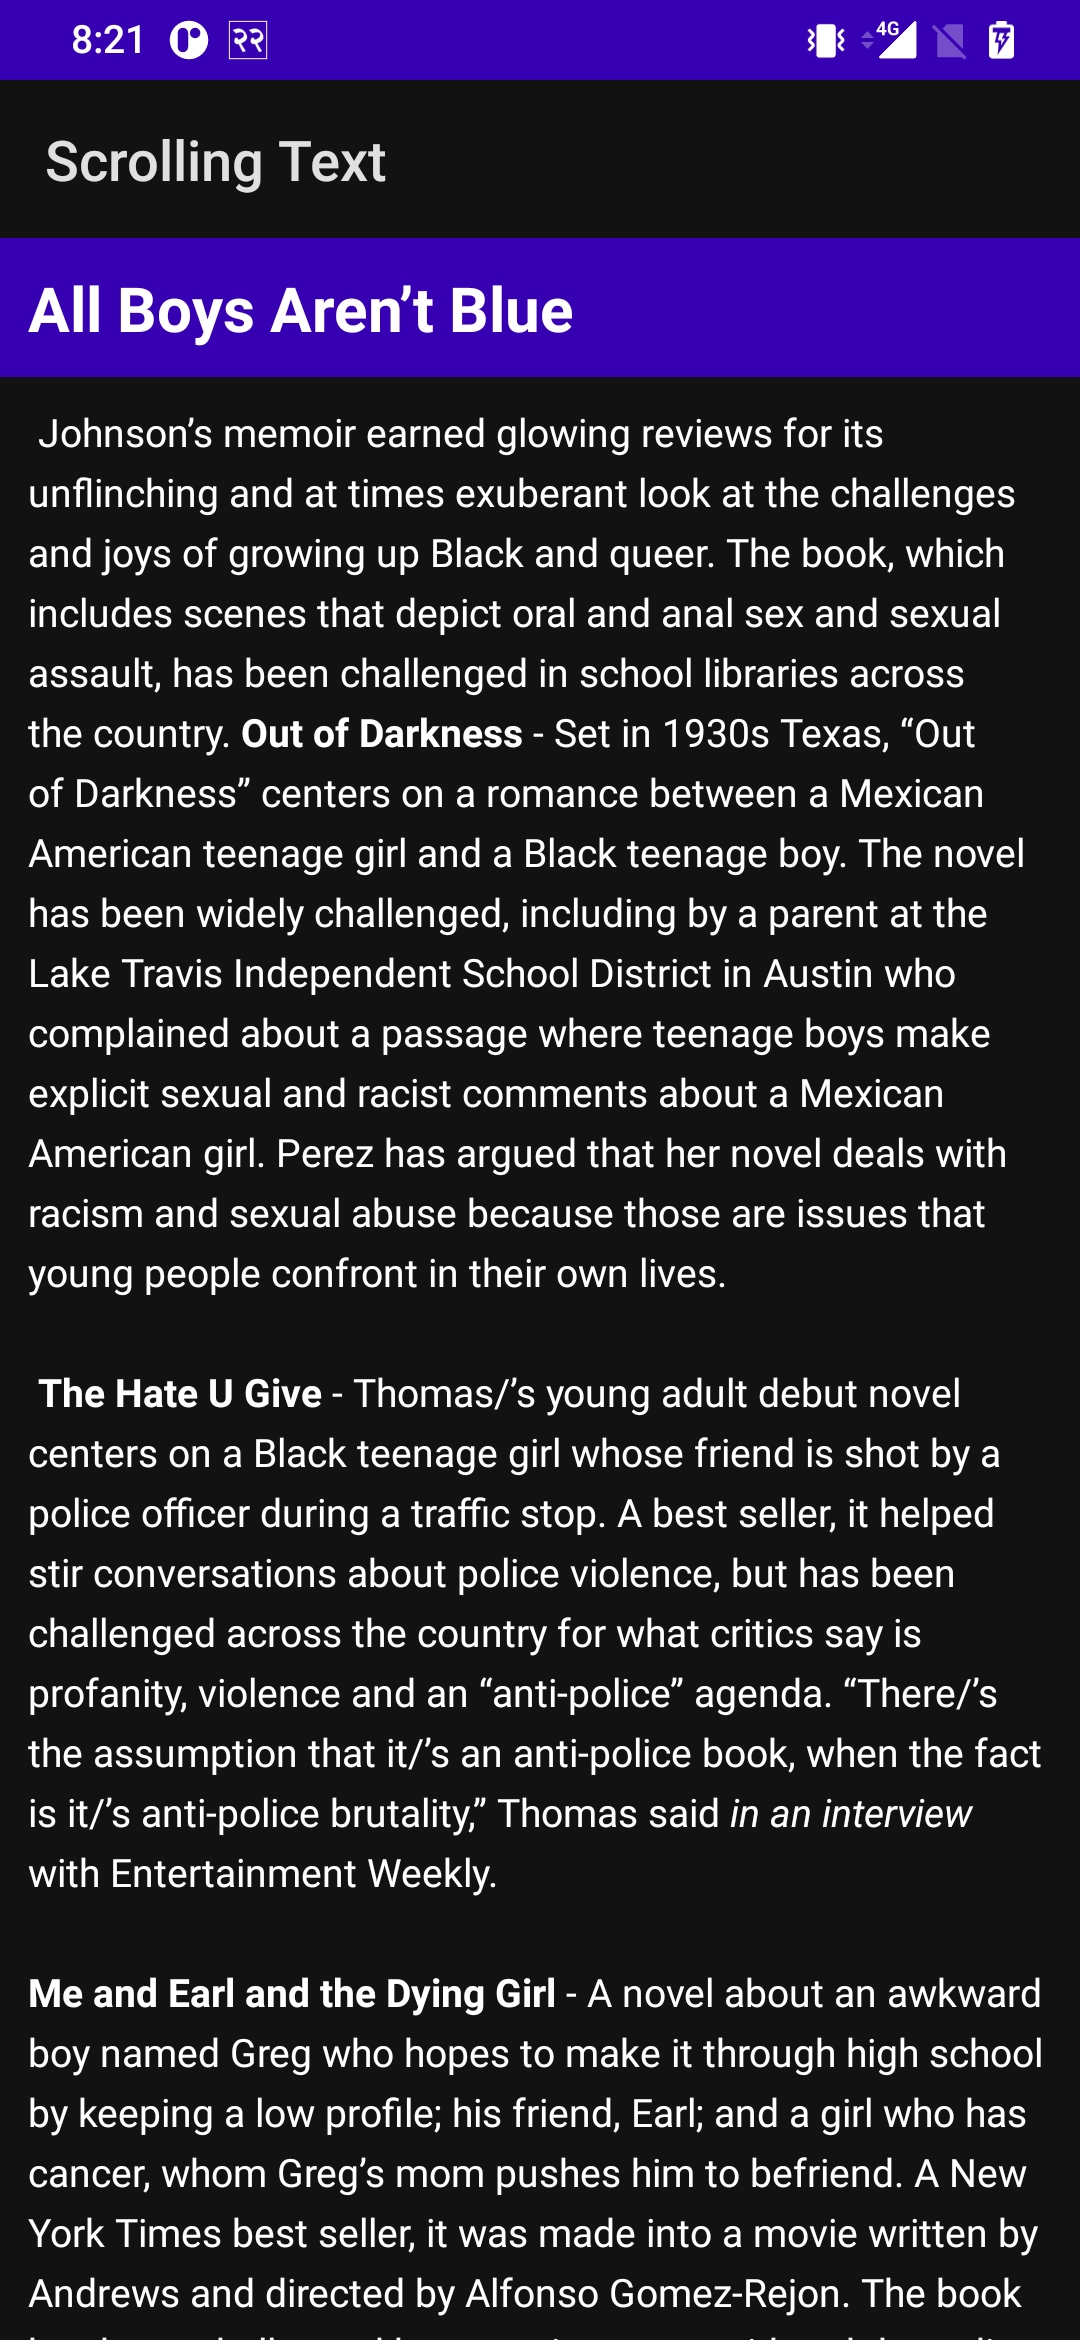 8:21 २२ 4G
Scrolling Text
All Boys Aren’t Blue
Johnson’s memoir earned glowing reviews for its
unflinching and at times exuberant look at the challenges
and joys of growing up Black and queer. The book, which
includes scenes that depict oral and anal sex and sexual
assault, has been challenged in school libraries across
the country. Out of Darkness - Set in 1930s Texas, “Out
of Darkness” centers on a romance between a Mexican
American teenage girl and a Black teenage boy. The novel
has been widely challenged, including by a parent at the
Lake Travis Independent School District in Austin who
complained about a passage where teenage boys make
explicit sexual and racist comments about a Mexican
American girl. Perez has argued that her novel deals with
racism and sexual abuse because those are issues that
young people confront in their own lives.
The Hate U Give - Thomas/’s young adult debut novel
centers on a Black teenage girl whose friend is shot by a
police officer during a traffic stop. A best seller, it helped
stir conversations about police violence, but has been
challenged across the country for what critics say is
profanity, violence and an “anti-police” agenda. “There/’s
the assumption that it/’s an anti-police book, when the fact
is it/’s anti-police brutality,” Thomas said in an interview
with Entertainment Weekly.
Me and Earl and the Dying Girl - A novel about an awkward
boy named Greg who hopes to make it through high school
by keeping a low profile; his friend, Earl; and a girl who has
cancer, whom Greg’s mom pushes him to befriend. A New
York Times best seller, it was made into a movie written by
Andrews and directed by Alfonso Gomez-Rejon. The book